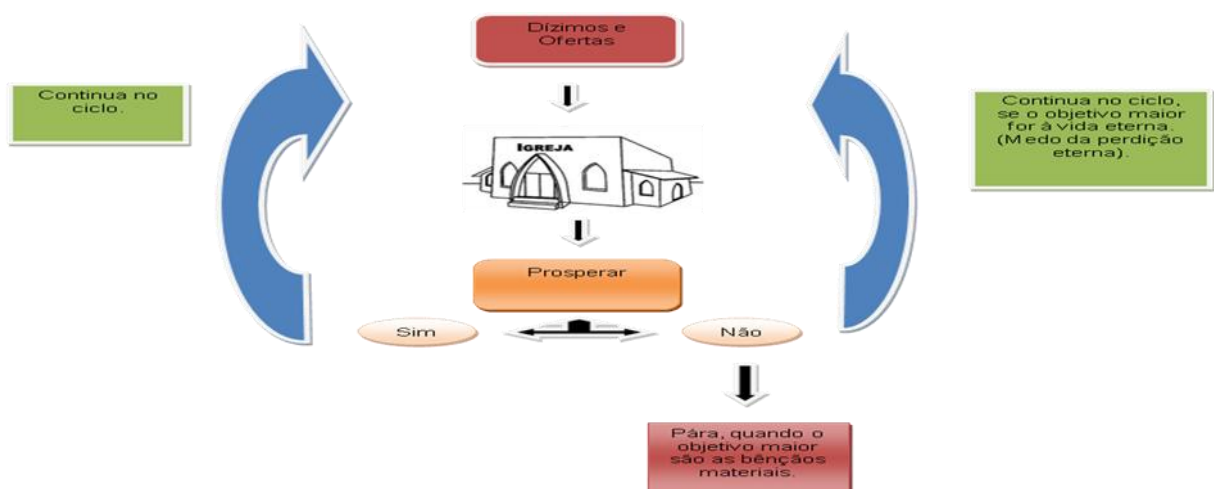 Dízimos e
Ofertas
Continua no
ciclo.
Continua no ciclo,
se o objetivo maior
for à vida eterna.
(Medo da perdição
eterna).
IGREJA
Prosperar
Sim
Não
Pára, quando o
objetivo maior
são as bênçãos
materiais.